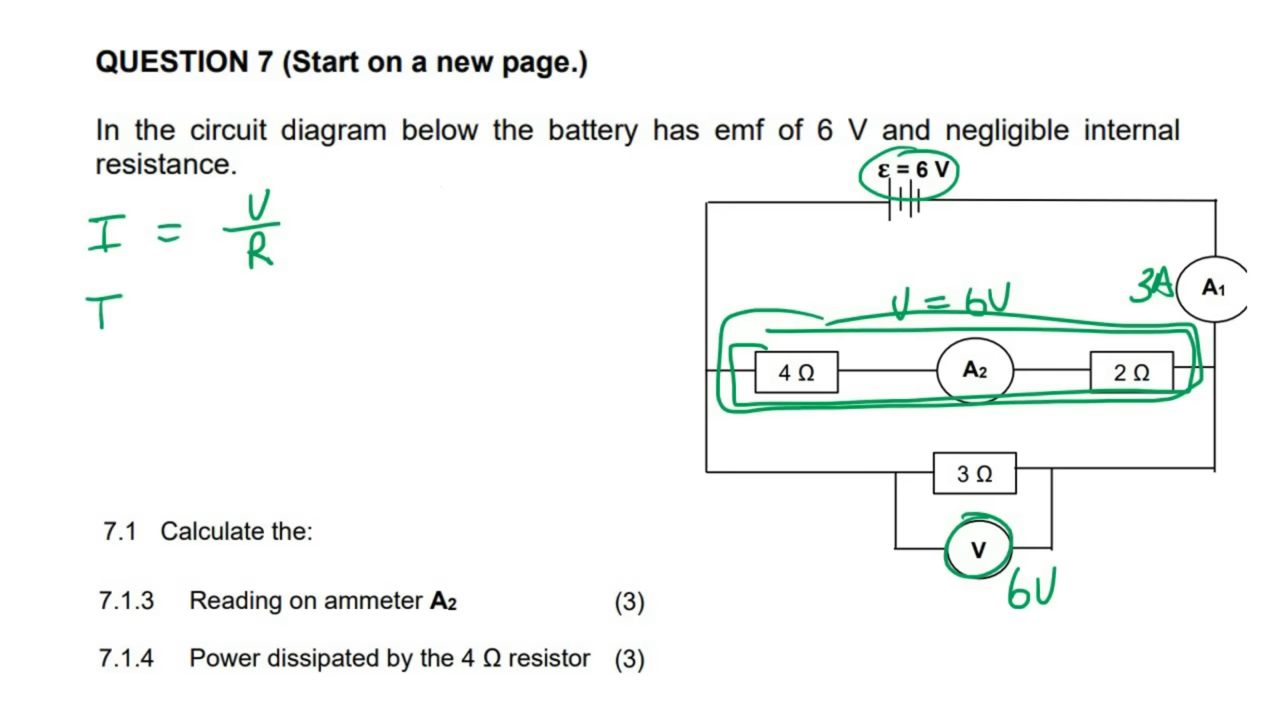 QUESTION 7 (Start on a new page.)
In the circuit diagram below the battery has emf of 6 V and negligible internal
resistance.
ε = 6 V
I = V/R
I
V = 6V
3A
A₁
4 Ω
A₂
2 Ω
3 Ω
V
6V
7.1 Calculate the:
7.1.3 Reading on ammeter A₂ (3)
7.1.4 Power dissipated by the 4 Ω resistor (3)